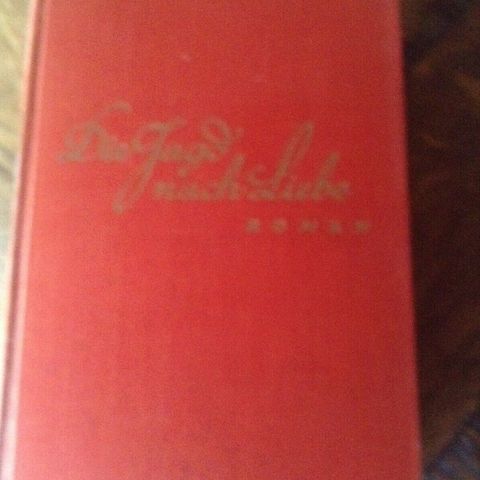 Die Jagd
nach Liebe
ROMAN